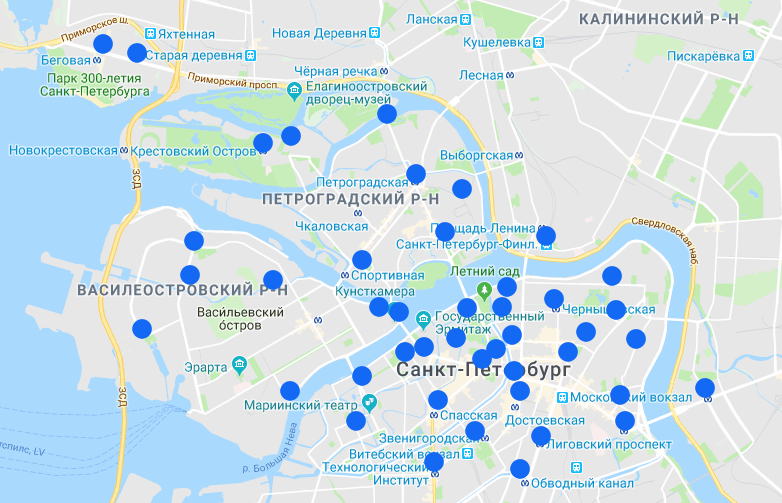 КАЛИНИНСКИЙ Р-Н
Ланская
Приморское ш.
Яхтенная
Новая Деревня
Кушелевка
Пискарёвка
Беговая
Старая деревня
Чёрная речка
Лесная
Парк 300-летия
Санкт-Петербурга
Приморский просп.
Елагиноостровский
дворец-музей
Новокрестовская
Крестовский Остров
Выборгская
ЗСД
Петроградская
ПЕТРОГРАДСКИЙ Р-Н
Чкаловская
Площадь Ленина
Санкт-Петербург-Финл.
Свердловская наб.
Летний сад
Спортивная
Кунсткамера
ВАСИЛЕОСТРОВСКИЙ Р-Н
Васильевский
остров
Государственный
Эрмитаж
Чернышевская
Эрарта
Санкт-Петербург
ЗСД
Мариинский театр
Московский вокзал
Спасская
Достоевская
Звенигородская
Лиговский проспект
р. Большая Нева
Витебский вокзал
Технологический
Институт
Обводный канал
LV